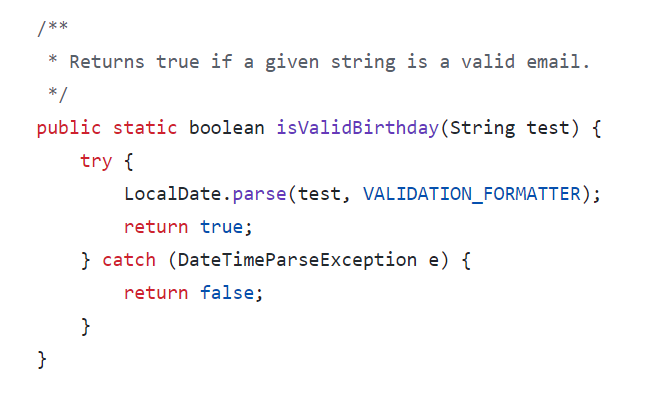 /**
 * Returns true if a given string is a valid email.
 */
public static boolean isValidBirthday(String test) {
    try {
        LocalDate.parse(test, VALIDATION_FORMATTER);
        return true;
    } catch (DateTimeParseException e) {
        return false;
    }
}